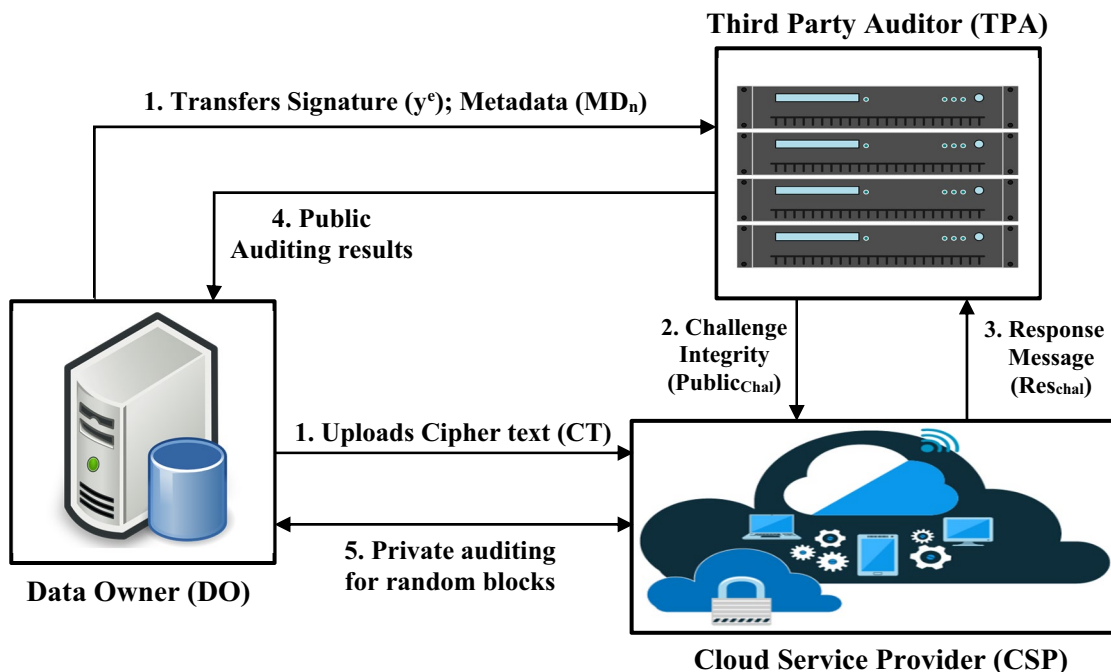 Third Party Auditor (TPA)
1. Transfers Signature (yᵉ); Metadata (MDₙ)
4. Public
Auditing results
2. Challenge
Integrity
(Public_Chal)
3. Response
Message
(Res_chal)
1. Uploads Cipher text (CT)
5. Private auditing
for random blocks
Data Owner (DO)
Cloud Service Provider (CSP)